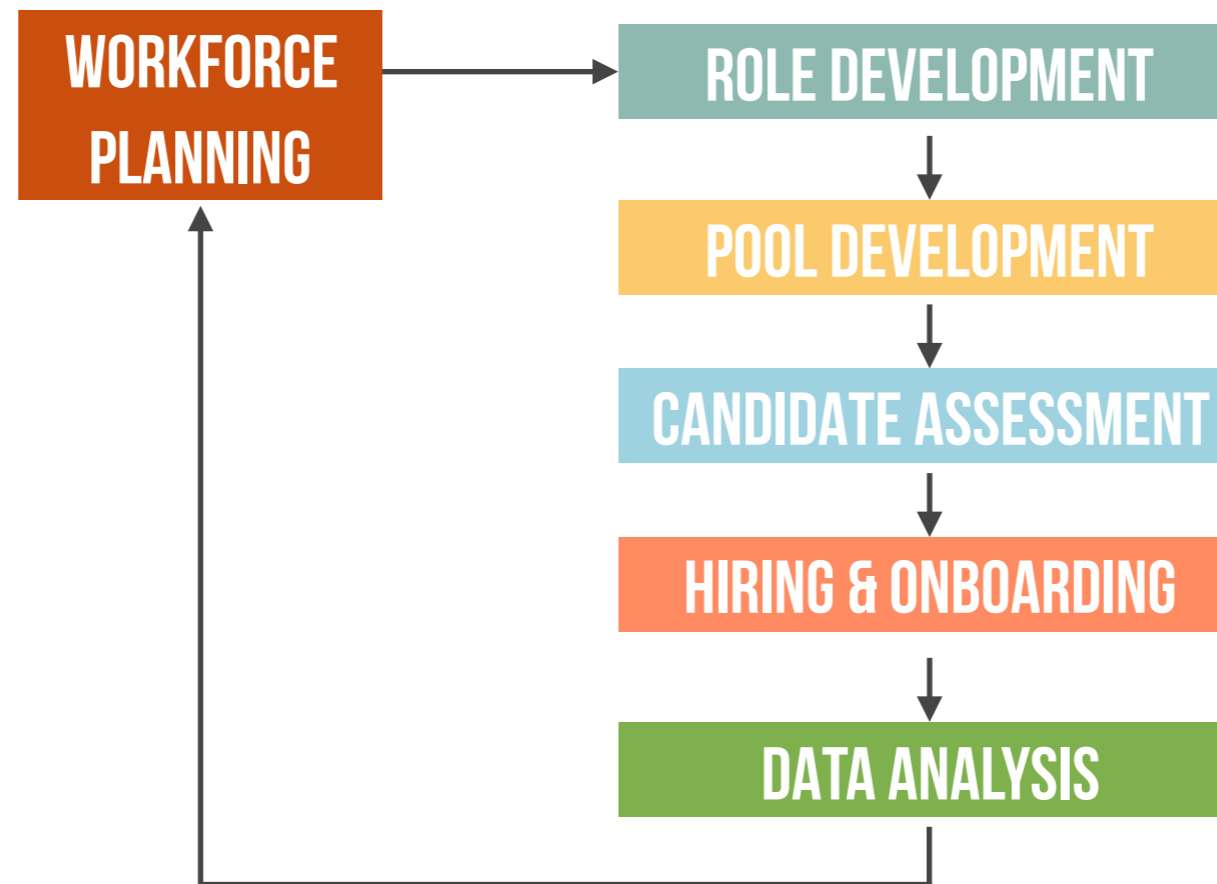 WORKFORCE
PLANNING
ROLE DEVELOPMENT
POOL DEVELOPMENT
CANDIDATE ASSESSMENT
HIRING & ONBOARDING
DATA ANALYSIS